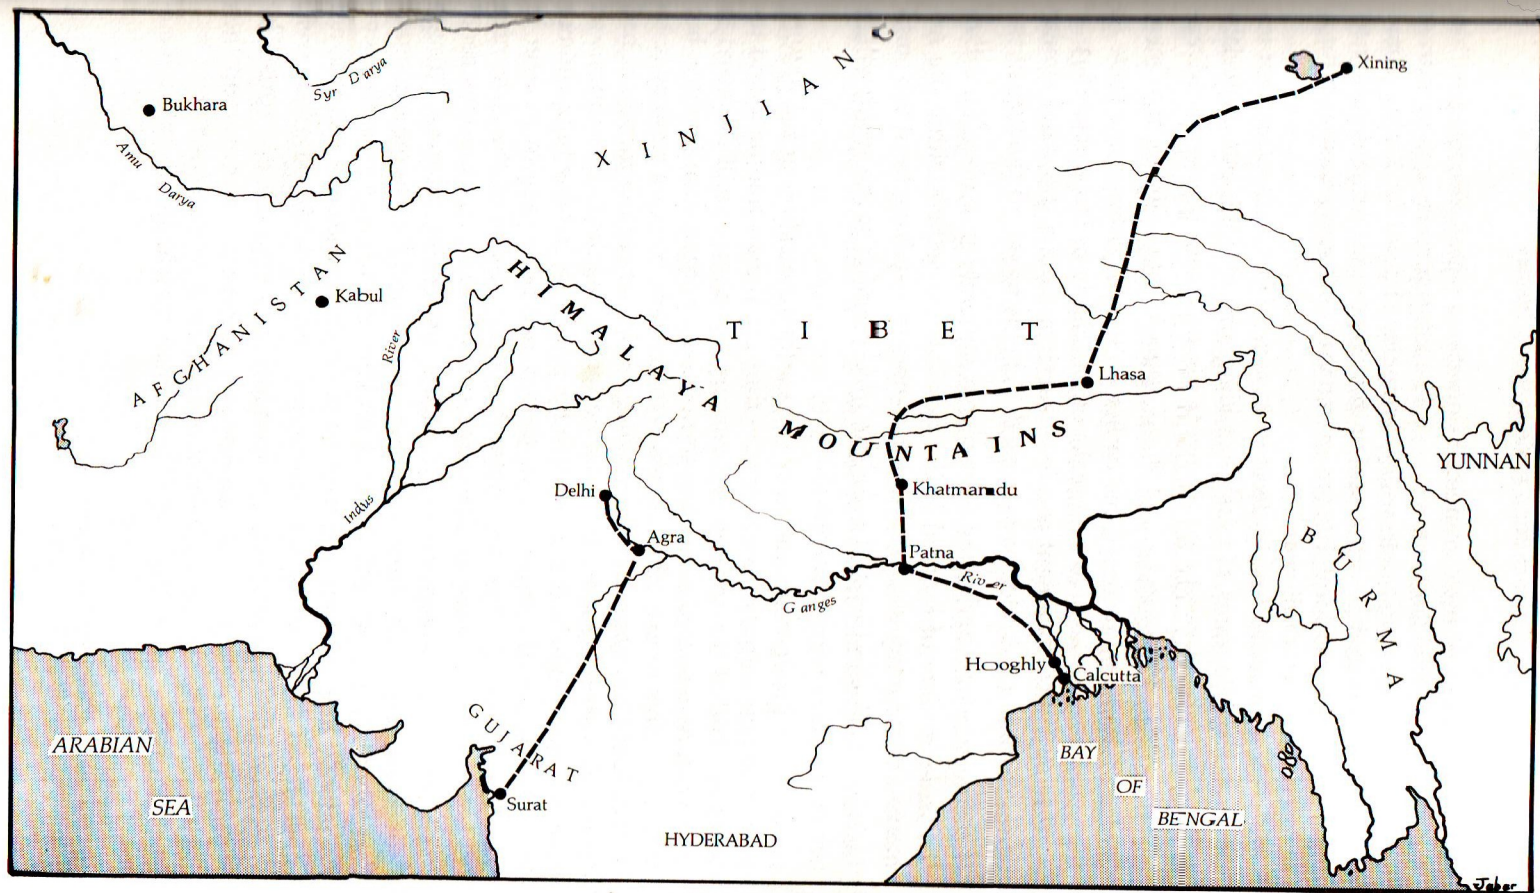 Xining
Bukhara
Syr Darya
XINJIANG
Amu Darya
AFGHANISTAN
Kabul
River
Indus
HIMALAYA
MOUNTAINS
TIBET
Lhasa
YUNNAN
Khatmandu
Delhi
Agra
Patna
River
Ganges
BURMA
Hooghly
Calcutta
GUJARAT
Surat
ARABIAN
SEA
HYDERABAD
BAY
OF
BENGAL